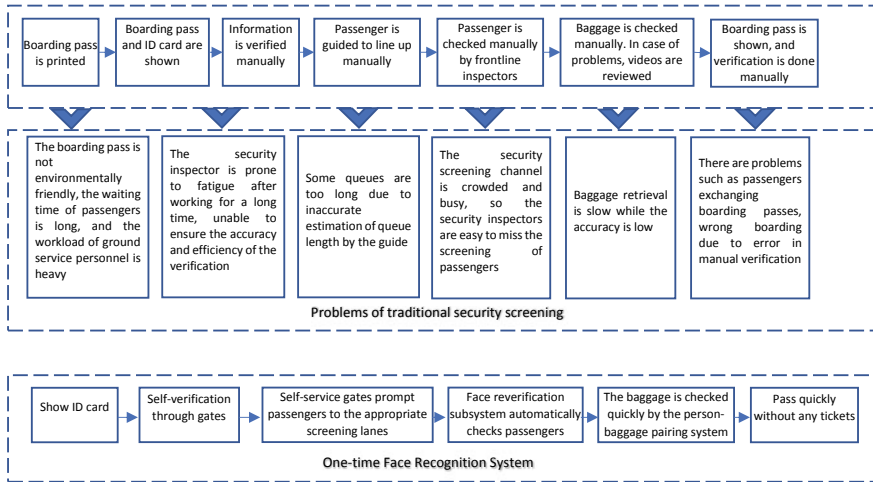 Boarding pass
is printed
Boarding pass
and ID card are
shown
Information
is verified
manually
Passenger is
guided to line up
manually
Passenger is
checked manually
by frontline
inspectors
Baggage is checked
manually. In case of
problems, videos are
reviewed
Boarding pass is
shown, and
verification is done
manually
The boarding pass is
not
environmentally
friendly, the waiting
time of passengers
is long, and the
workload of ground
service personnel is
heavy
The security
inspector is prone
to fatigue after
working for a long
time, unable to
ensure the accuracy
and efficiency of the
verification
Some queues are
too long due to
inaccurate
estimation of queue
length by the guide
The security
screening channel
is crowded and
busy, so the
security inspectors
are easy to miss the
screening of
passengers
Baggage retrieval
is slow while the
accuracy is low
There are problems
such as passengers
exchanging
boarding passes,
wrong boarding
due to error in
manual verification
Problems of traditional security screening
Show ID card
Self-verification
through gates
Self-service gates prompt
passengers to the appropriate
screening lanes
Face reverification
subsystem automatically
checks passengers
The baggage is checked
quickly by the person-
baggage pairing system
Pass quickly
without any tickets
One-time Face Recognition System